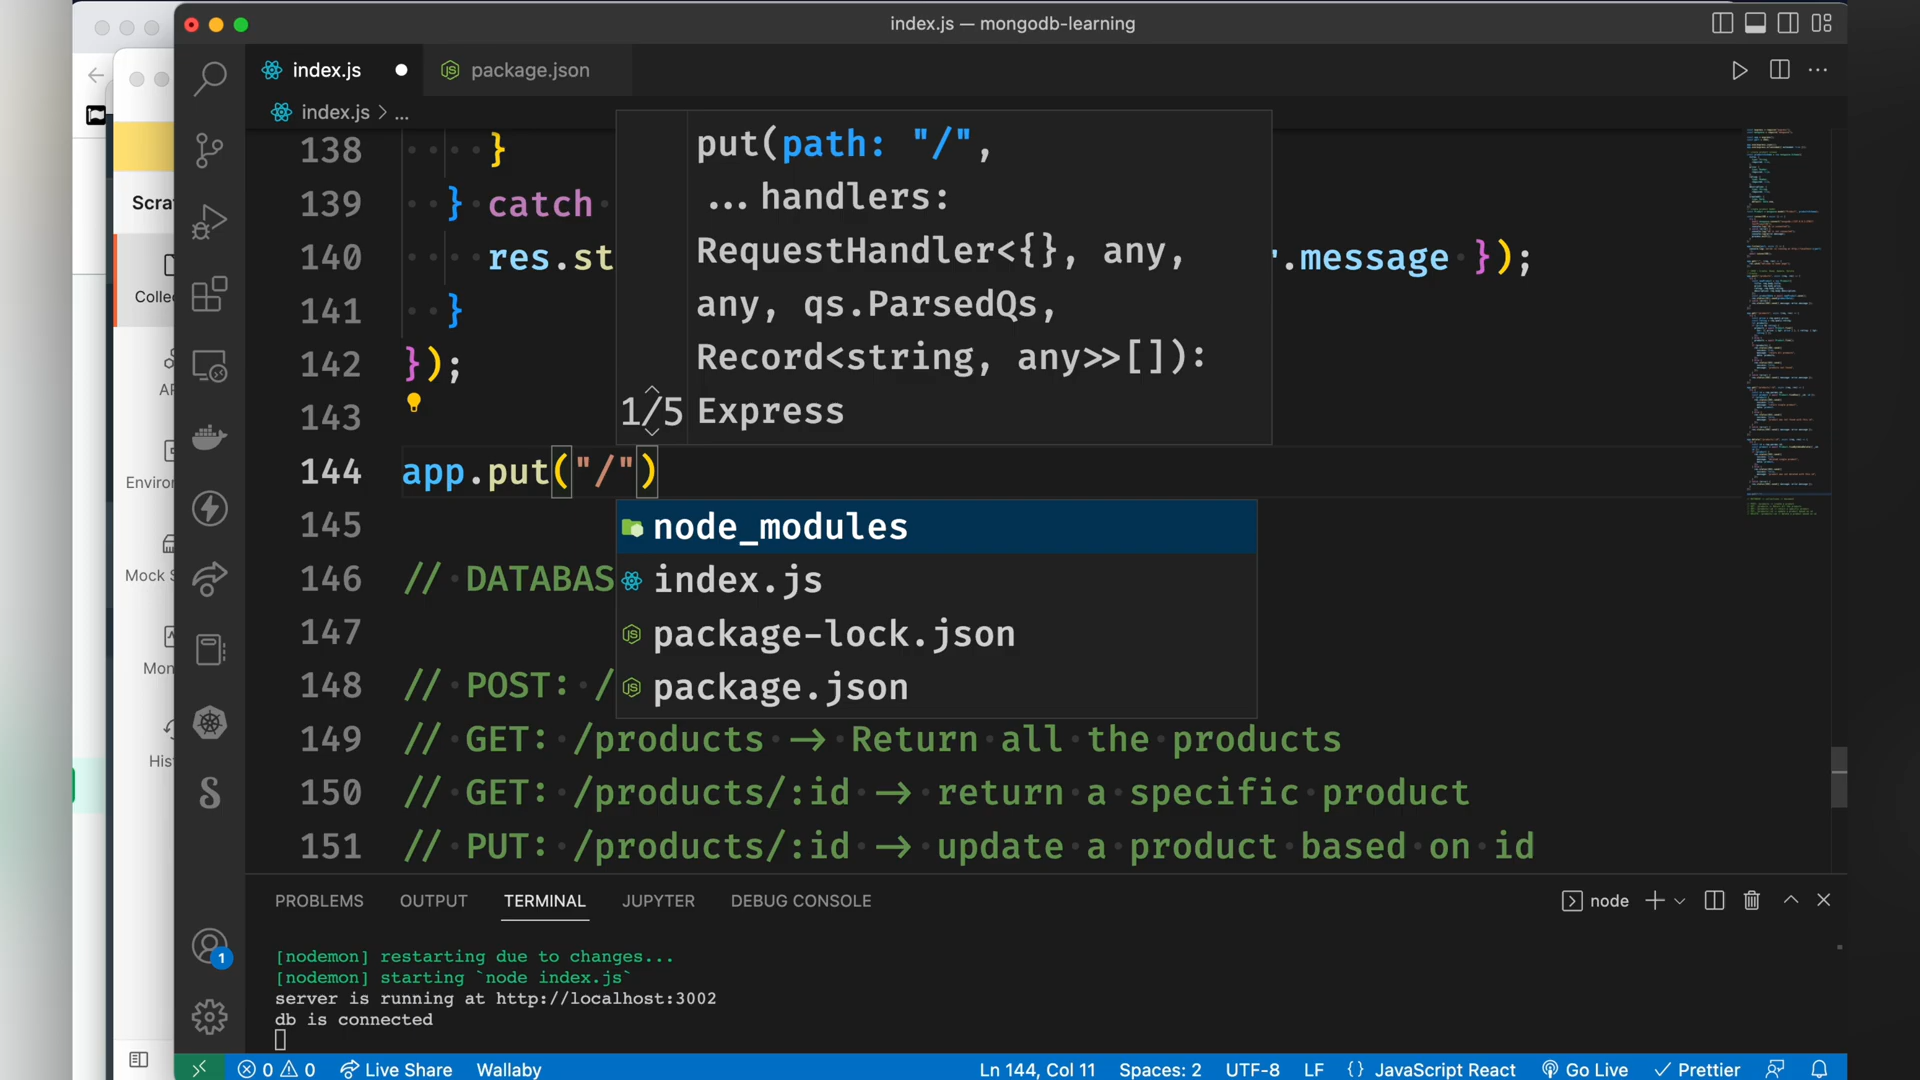 index.js — mongodb-learning
index.js
package.json
index.js > ...
138 }
139 } catch
140 res.st
.message });
141 }
142 });
143
144 app.put("/")
145
146 // DATABAS
147
148 // POST: /
149 // GET: /products -> Return all the products
150 // GET: /products/:id -> return a specific product
151 // PUT: /products/:id -> update a product based on id
put(path: "/",
...handlers:
RequestHandler<{}, any,
any, qs.ParsedQs,
Record<string, any>>[]):
1/5 Express
node_modules
index.js
package-lock.json
package.json
Scra
Colle
AP
Environ
Mock S
Mon
His
PROBLEMS OUTPUT TERMINAL JUPYTER DEBUG CONSOLE
node
[nodemon] restarting due to changes...
[nodemon] starting `node index.js`
server is running at http://localhost:3002
db is connected
1
0 0 Live Share Wallaby Ln 144, Col 11 Spaces: 2 UTF-8 LF {} JavaScript React Go Live Prettier